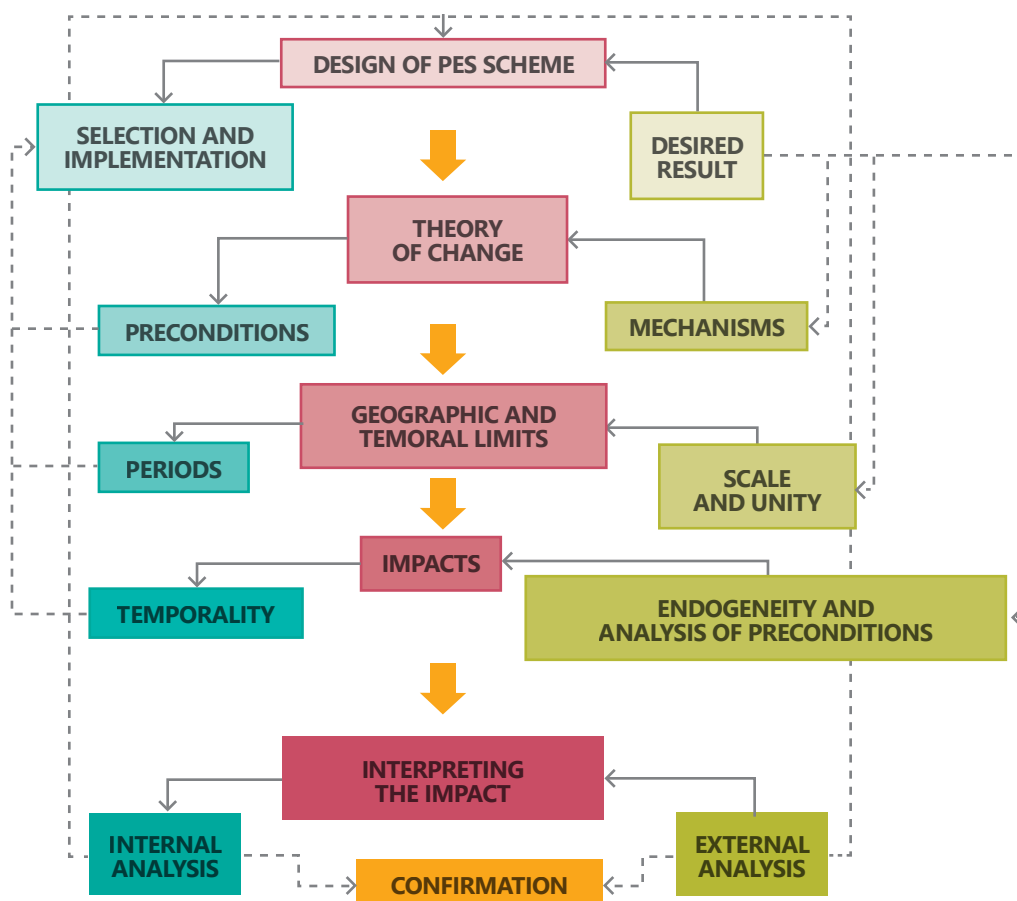 DESIGN OF PES SCHEME
SELECTION AND
IMPLEMENTATION
DESIRED
RESULT
THEORY
OF CHANGE
PRECONDITIONS
MECHANISMS
GEOGRAPHIC AND
TEMORAL LIMITS
PERIODS
SCALE
AND UNITY
IMPACTS
TEMPORALITY
ENDOGENEITY AND
ANALYSIS OF PRECONDITIONS
INTERPRETING
THE IMPACT
INTERNAL
ANALYSIS
EXTERNAL
ANALYSIS
CONFIRMATION